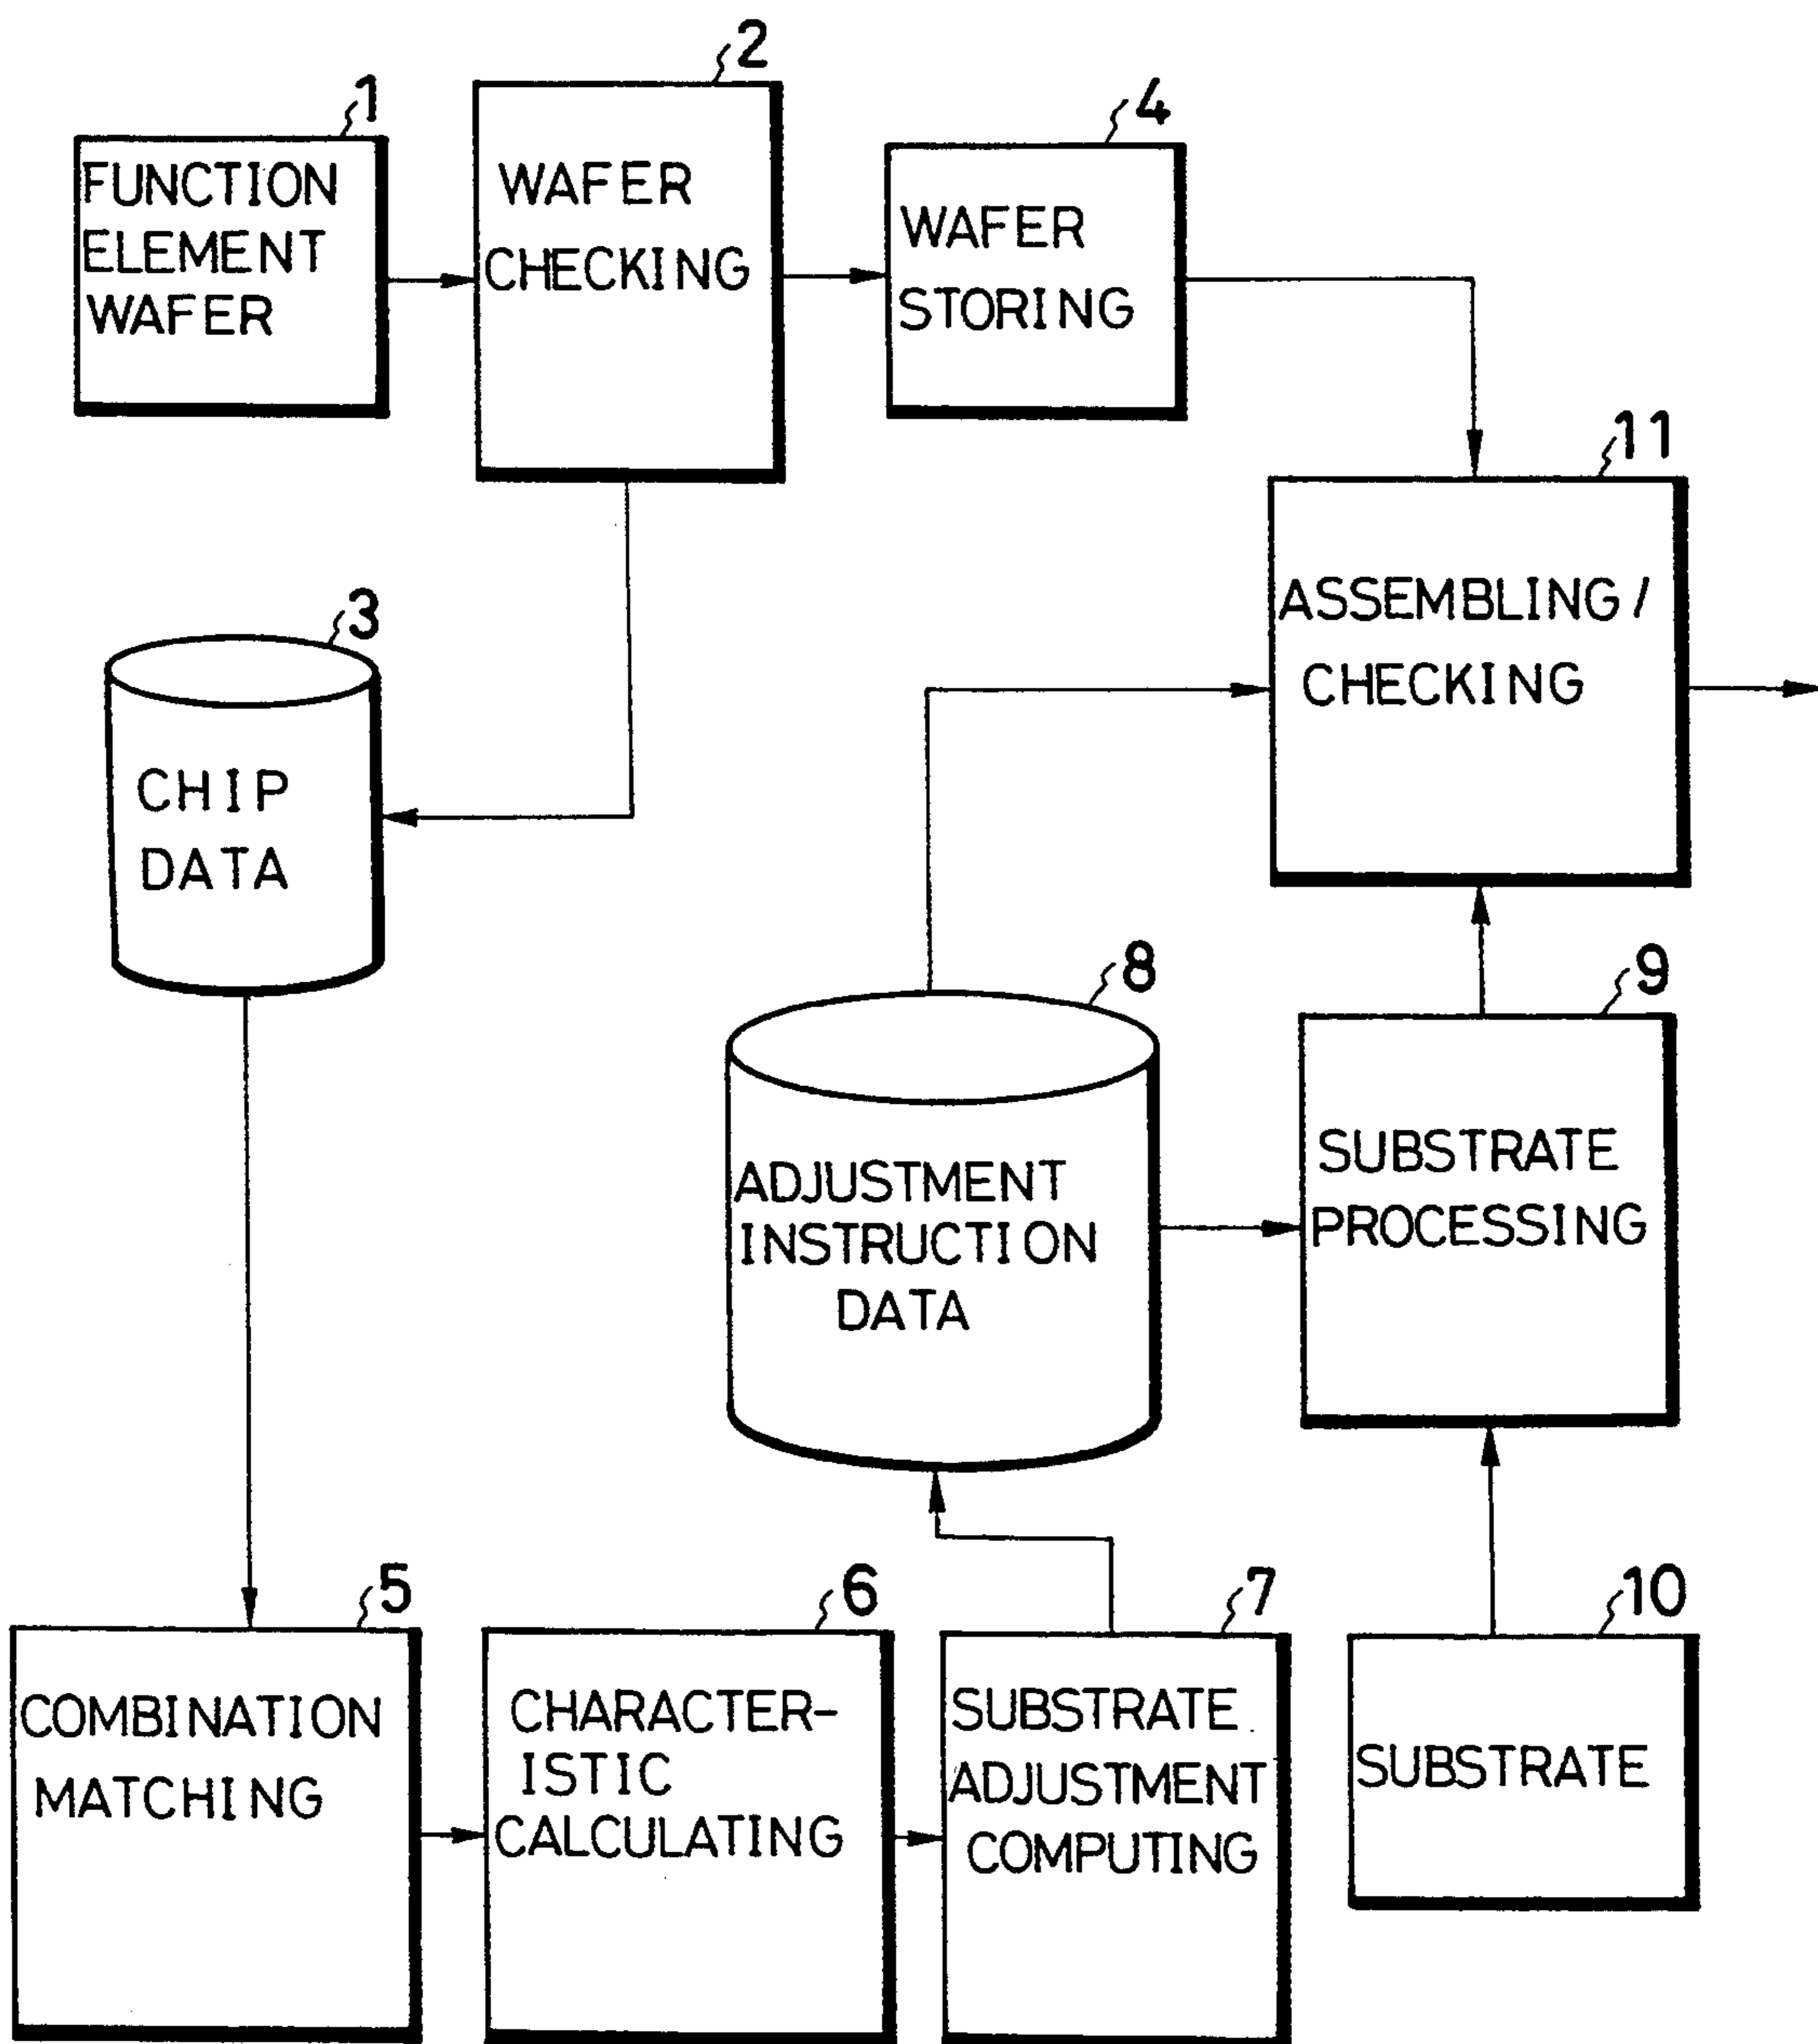 1
FUNCTION
ELEMENT
WAFER
2
WAFER
CHECKING
4
WAFER
STORING
11
ASSEMBLING/
CHECKING
3
CHIP
DATA
8
ADJUSTMENT
INSTRUCTION
DATA
9
SUBSTRATE
PROCESSING
5
COMBINATION
MATCHING
6
CHARACTER-
ISTIC
CALCULATING
7
SUBSTRATE
ADJUSTMENT
COMPUTING
10
SUBSTRATE